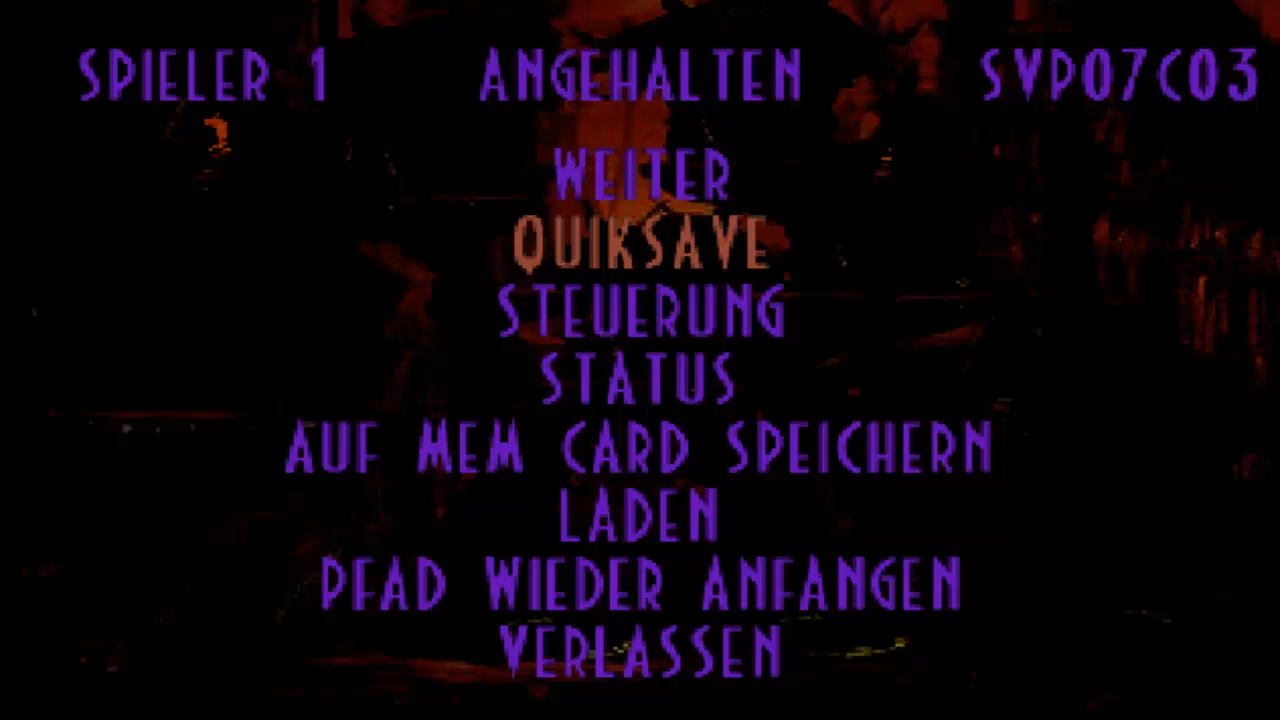 SPIELER 1 ANGEHALTEN SVP07C03
WEITER
QUIKSAVE
STEUERUNG
STATUS
AUF MEM CARD SPEICHERN
LADEN
PFAD WIEDER ANFANGEN
VERLASSEN